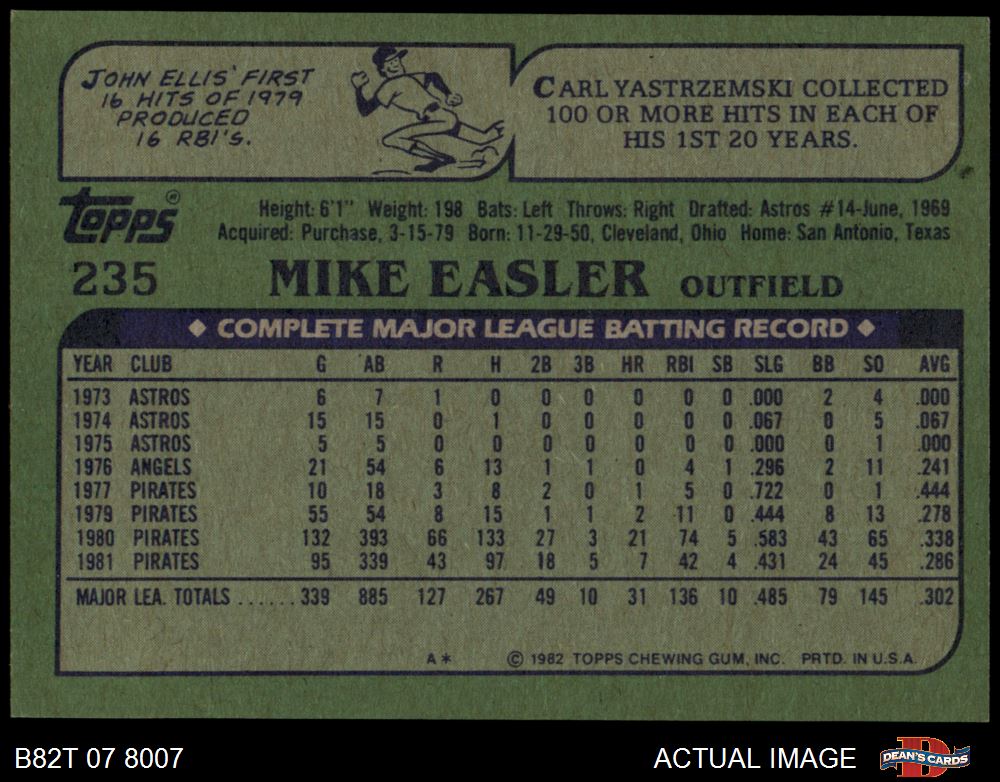 JOHN ELLIS' FIRST
16 HITS OF 1979
PRODUCED
16 RBI'S.
CARL YASTRZEMSKI COLLECTED
100 OR MORE HITS IN EACH OF
HIS 1ST 20 YEARS.
topps®
Height: 6'1" Weight: 198 Bats: Left Throws: Right Drafted: Astros #14-June, 1969
Acquired: Purchase, 3-15-79 Born: 11-29-50, Cleveland, Ohio Home: San Antonio, Texas
235 MIKE EASLER OUTFIELD
◆ COMPLETE MAJOR LEAGUE BATTING RECORD ◆
YEAR CLUB G AB R H 2B 3B HR RBI SB SLG BB SO AVG
1973 ASTROS 6 7 1 0 0 0 0 0 0 .000 2 4 .000
1974 ASTROS 15 15 0 1 0 0 0 0 0 .067 0 5 .067
1975 ASTROS 5 5 0 0 0 0 0 0 0 .000 0 1 .000
1976 ANGELS 21 54 6 13 1 1 0 4 1 .296 2 11 .241
1977 PIRATES 10 18 3 8 2 0 1 5 0 .722 0 1 .444
1979 PIRATES 55 54 8 15 1 1 2 11 0 .444 8 13 .278
1980 PIRATES 132 393 66 133 27 3 21 74 5 .583 43 65 .338
1981 PIRATES 95 339 43 97 18 5 7 42 4 .431 24 45 .286
MAJOR LEA. TOTALS ...... 339 885 127 267 49 10 31 136 10 .485 79 145 .302
A* © 1982 TOPPS CHEWING GUM, INC. PRTD. IN U.S.A.
B82T 07 8007 ACTUAL IMAGE DEAN'S CARDS